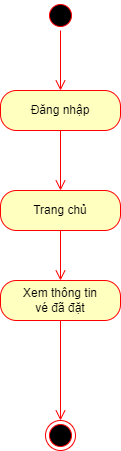 Đăng nhập
Trang chủ
Xem thông tin
vé đã đặt